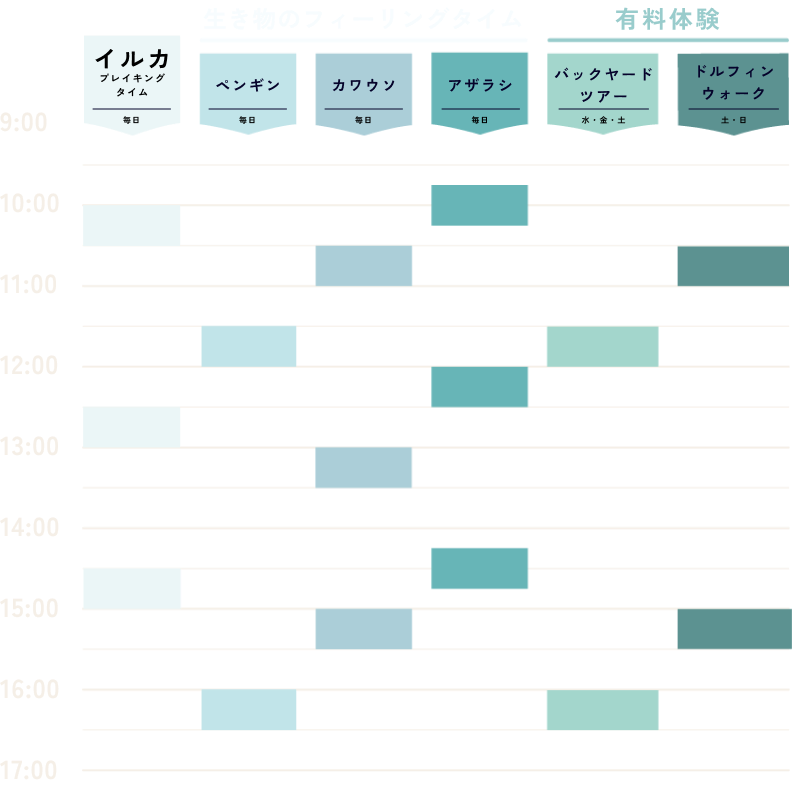 生き物のフィーリングタイム
有料体験
イルカ
プレイキング
タイム
毎日
ペンギン
毎日
カワウソ
毎日
アザラシ
毎日
バックヤード
ツアー
水・金・土
ドルフィン
ウォーク
土・日
9:00
10:00
11:00
12:00
13:00
14:00
15:00
16:00
17:00